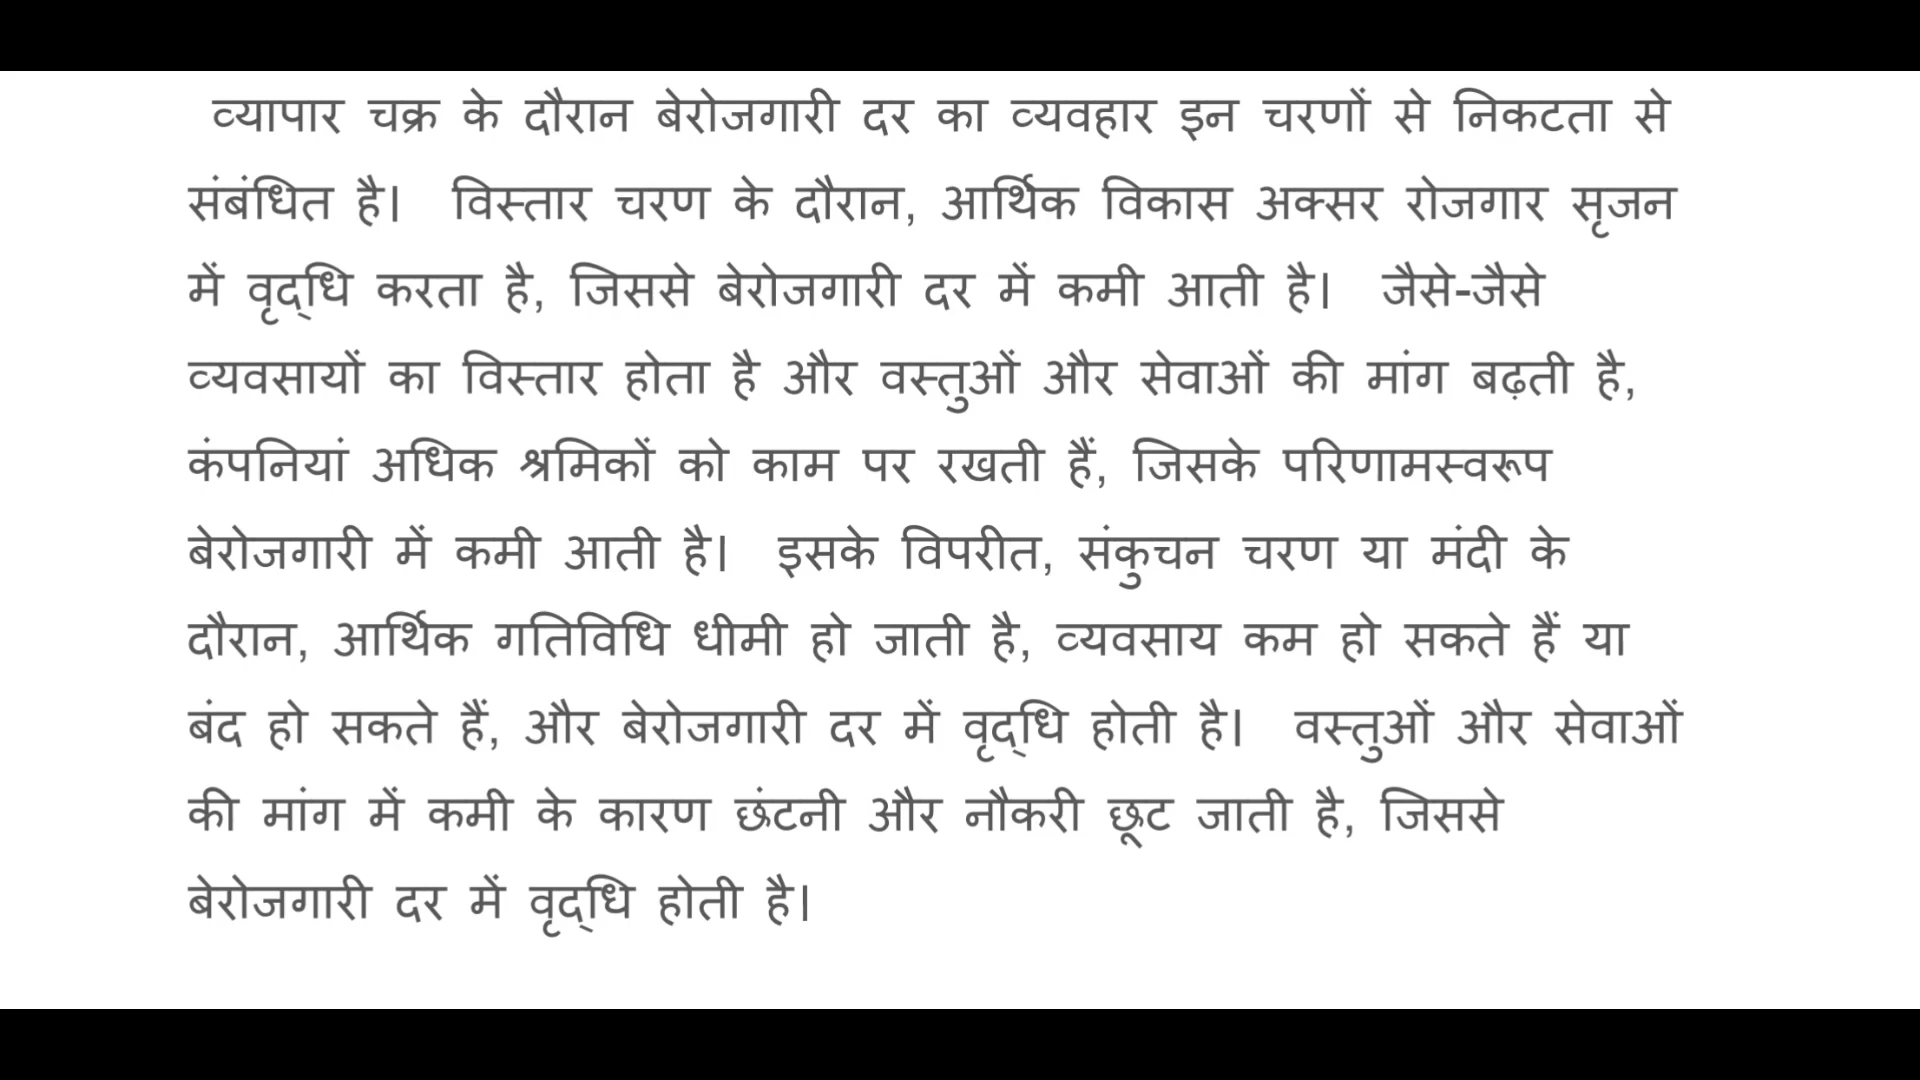 व्यापार चक्र के दौरान बेरोजगारी दर का व्यवहार इन चरणों से निकटता से
संबंधित है। विस्तार चरण के दौरान, आर्थिक विकास अक्सर रोजगार सृजन
में वृद्धि करता है, जिससे बेरोजगारी दर में कमी आती है। जैसे-जैसे
व्यवसायों का विस्तार होता है और वस्तुओं और सेवाओं की मांग बढ़ती है,
कंपनियां अधिक श्रमिकों को काम पर रखती हैं, जिसके परिणामस्वरूप
बेरोजगारी में कमी आती है। इसके विपरीत, संकुचन चरण या मंदी के
दौरान, आर्थिक गतिविधि धीमी हो जाती है, व्यवसाय कम हो सकते हैं या
बंद हो सकते हैं, और बेरोजगारी दर में वृद्धि होती है। वस्तुओं और सेवाओं
की मांग में कमी के कारण छंटनी और नौकरी छूट जाती है, जिससे
बेरोजगारी दर में वृद्धि होती है।